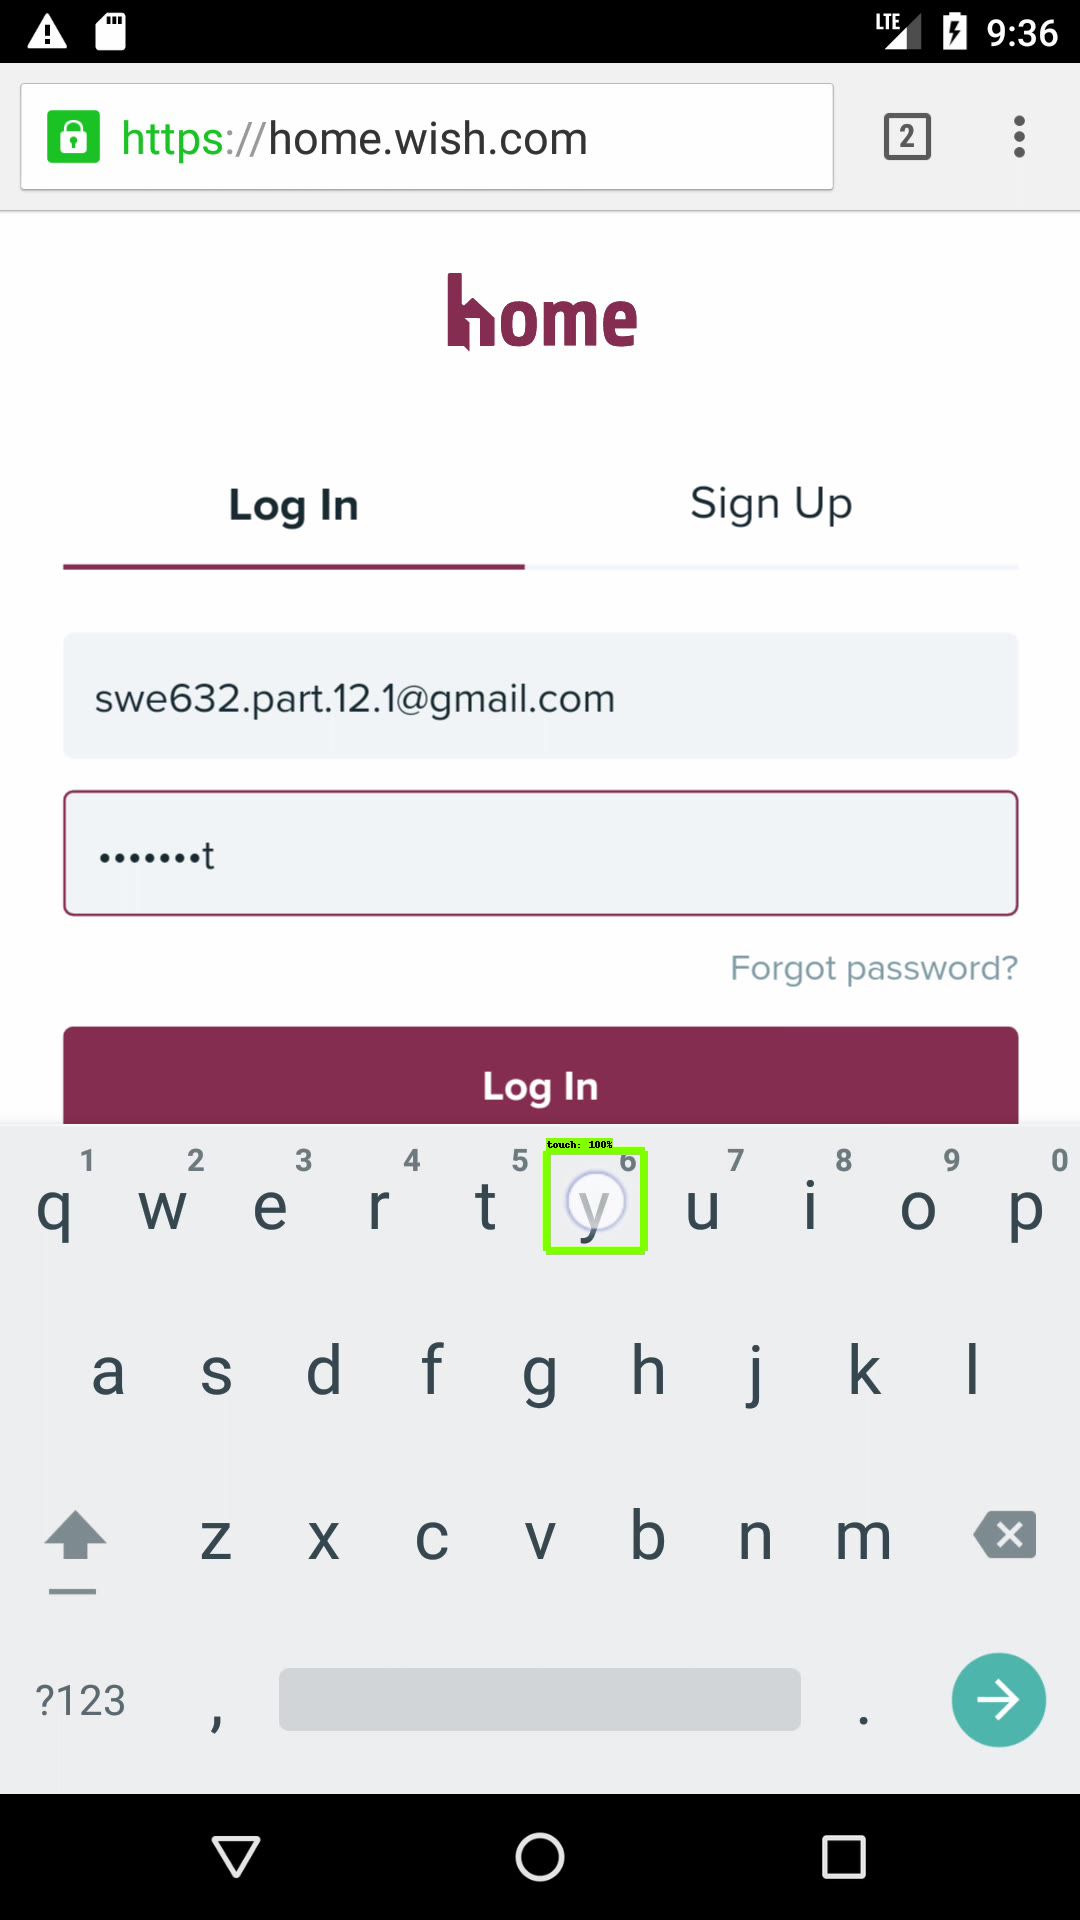 LTE 9:36
https://home.wish.com 2
home
Log In Sign Up
swe632.part.12.1@gmail.com
•••••••t
Forgot password?
Log In
touch: 100%
1 2 3 4 5 6 7 8 9 0
q w e r t y u i o p
a s d f g h j k l
z x c v b n m
?123 , .